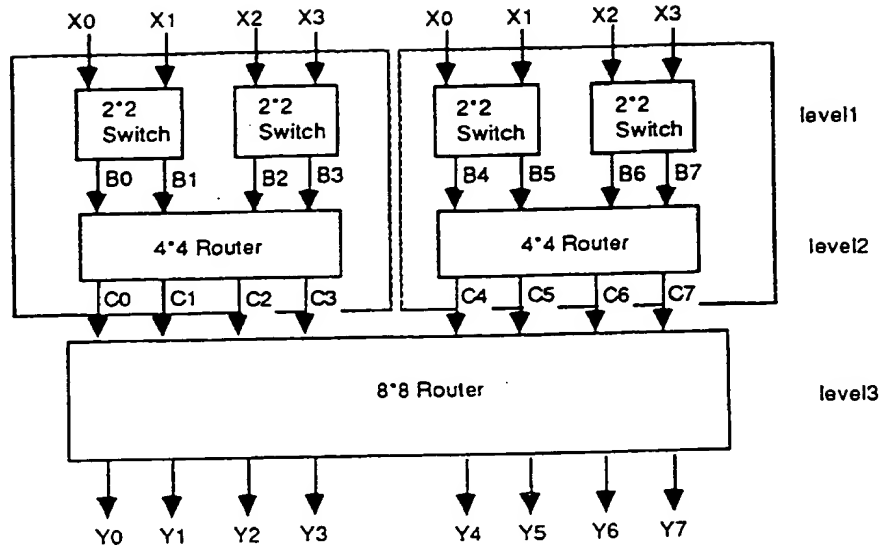 X0 X1 X2 X3 X0 X1 X2 X3
2*2 Switch 2*2 Switch 2*2 Switch 2*2 Switch level1
B0 B1 B2 B3 B4 B5 B6 B7
4*4 Router 4*4 Router level2
C0 C1 C2 C3 C4 C5 C6 C7
8*8 Router level3
Y0 Y1 Y2 Y3 Y4 Y5 Y6 Y7